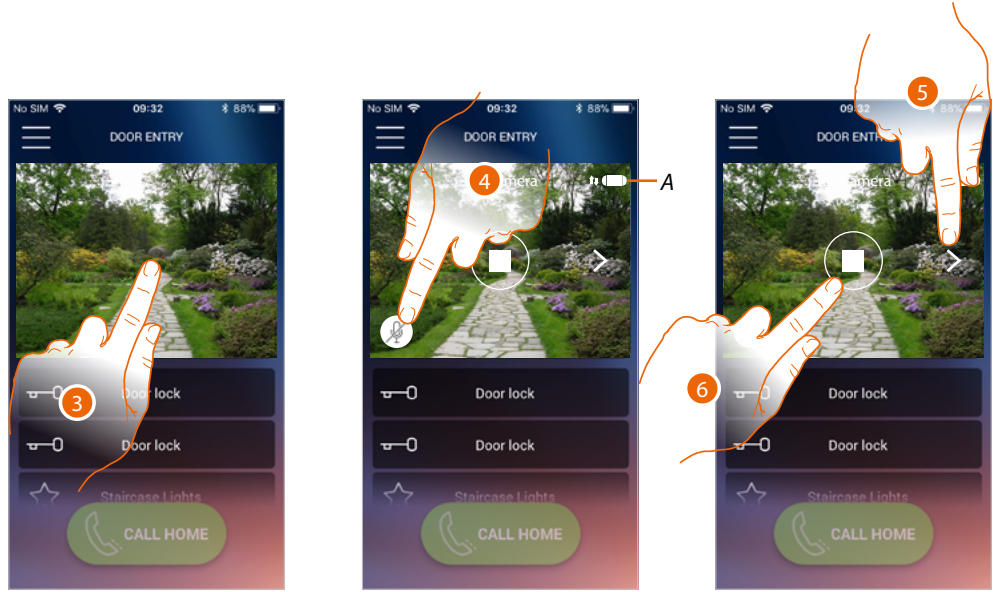 No SIM 09:32 88%
DOOR ENTRY
3
Door lock
Door lock
Staircase Lights
CALL HOME
No SIM 09:32 88%
DOOR ENTRY
4
A
Door lock
Door lock
Staircase Lights
CALL HOME
5
No SIM 09:32 88%
DOOR
6
Door lock
Door lock
Staircase Lights
CALL HOME